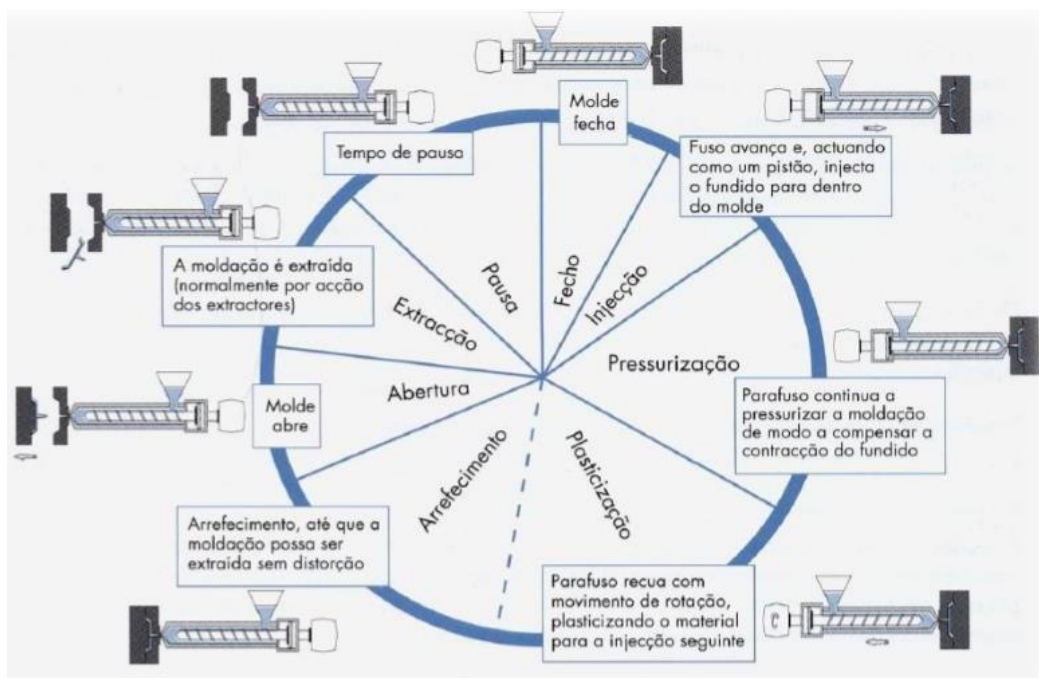 Molde
fecha
Fuso avança e, actuando
como um pistão, injecta
o fundido para dentro
do molde
Tempo de pausa
A moldação é extraída
(normalmente por acção
dos extractores)
Pausa
Fecho
Injecção
Extracção
Pressurização
Abertura
Molde
abre
Parafuso continua a
pressurizar a moldação
de modo a compensar a
contracção do fundido
Arrefecimento
Plasticização
Arrefecimento, até que a
moldação possa ser
extraída sem distorção
Parafuso recua com
movimento de rotação,
plasticizando o material
para a injecção seguinte